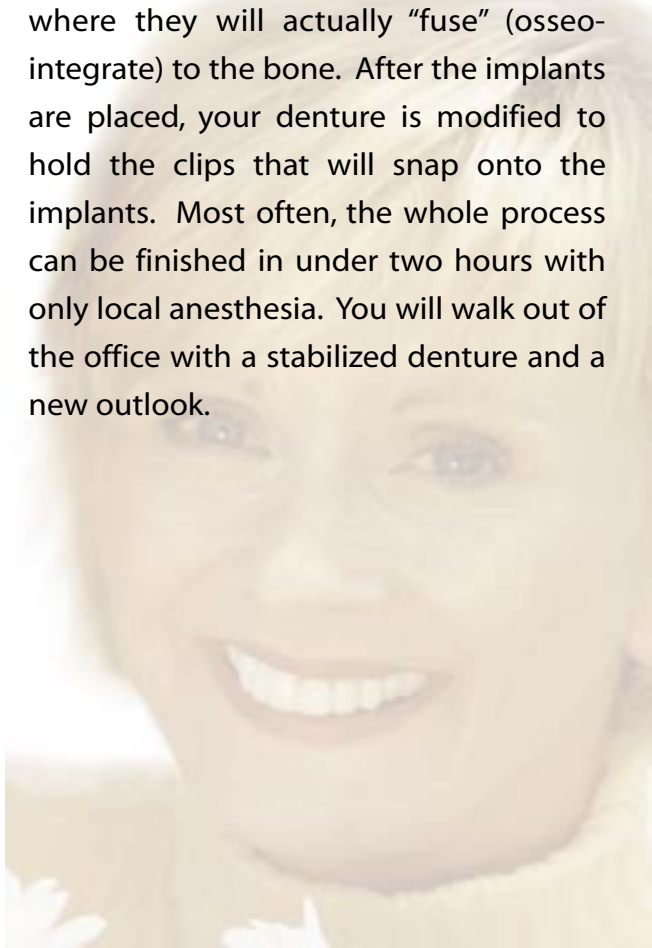 where they will actually “fuse” (osseo-
integrate) to the bone. After the implants
are placed, your denture is modified to
hold the clips that will snap onto the
implants. Most often, the whole process
can be finished in under two hours with
only local anesthesia. You will walk out of
the office with a stabilized denture and a
new outlook.